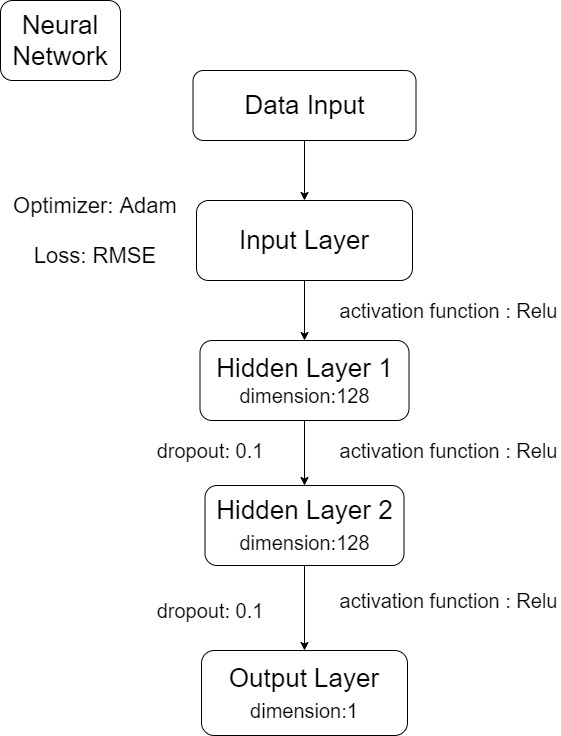 Neural
Network
Data Input
Optimizer: Adam
Input Layer
Loss: RMSE
activation function : Relu
Hidden Layer 1
dimension:128
dropout: 0.1
activation function : Relu
Hidden Layer 2
dimension:128
dropout: 0.1
activation function : Relu
Output Layer
dimension:1